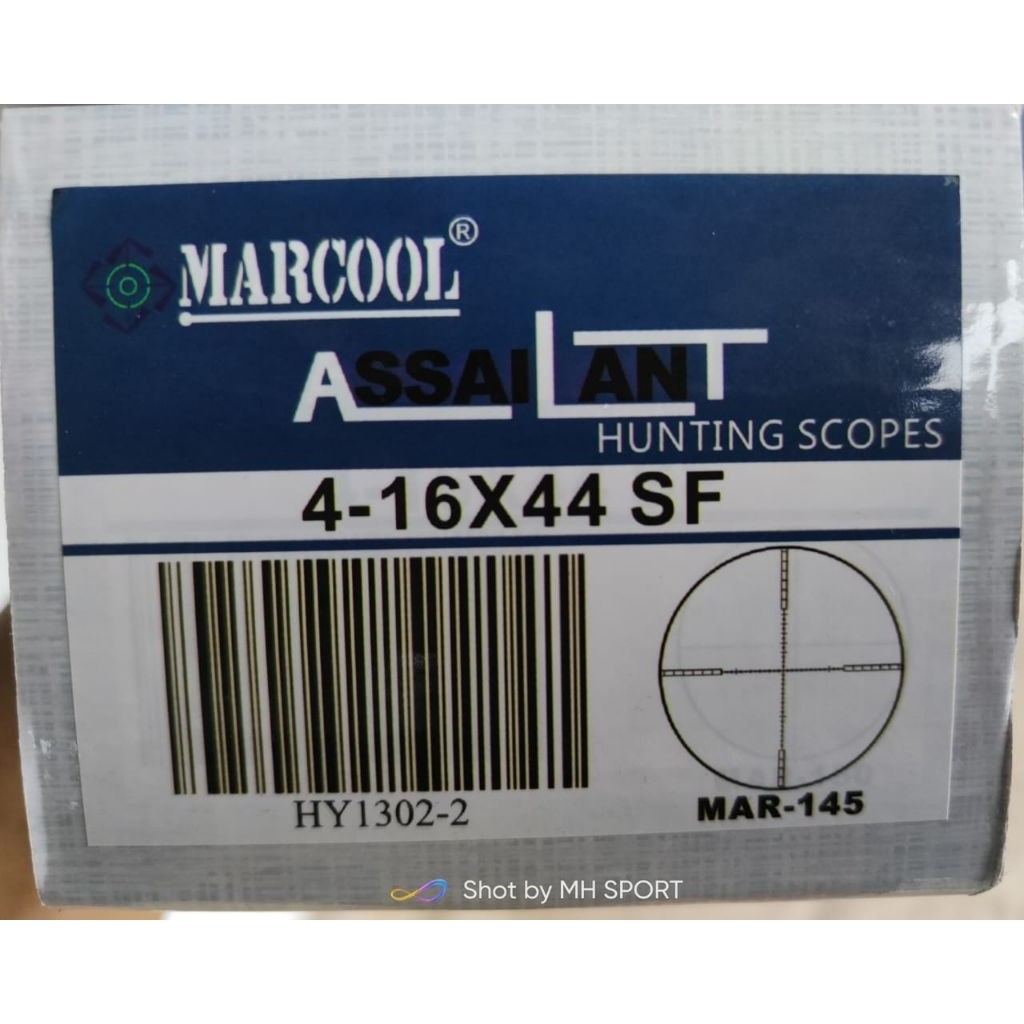 MARCOOL®
ASSAILANT
HUNTING SCOPES
4-16X44 SF
HY1302-2
MAR-145
Shot by MH SPORT